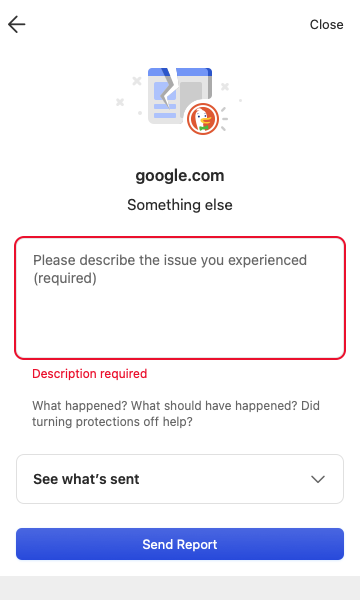 Close
google.com
Something else
Please describe the issue you experienced
(required)
Description required
What happened? What should have happened? Did
turning protections off help?
See what’s sent
Send Report